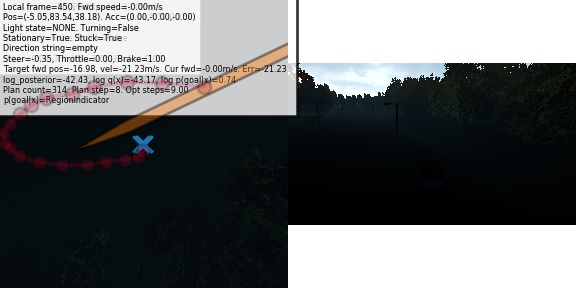 Local frame=450. Fwd speed=-0.00m/s
Pos=(-5.05,83.54,38.18). Acc=(0.00,-0.00,-0.00)
Light state=NONE. Turning=False
Stationary=True. Stuck=True
Direction string=empty
Steer=-0.35, Throttle=0.00, Brake=1.00
Target fwd pos=-16.98, vel=-21.23m/s. Cur fwd=-0.00m/s. Err=-21.23
log_posterior=-42.43, log q(x)=-43.17, log p(goal|x)=0.74
Plan count=314. Plan step=8. Opt steps=9.00
p(goal|x)=RegionIndicator